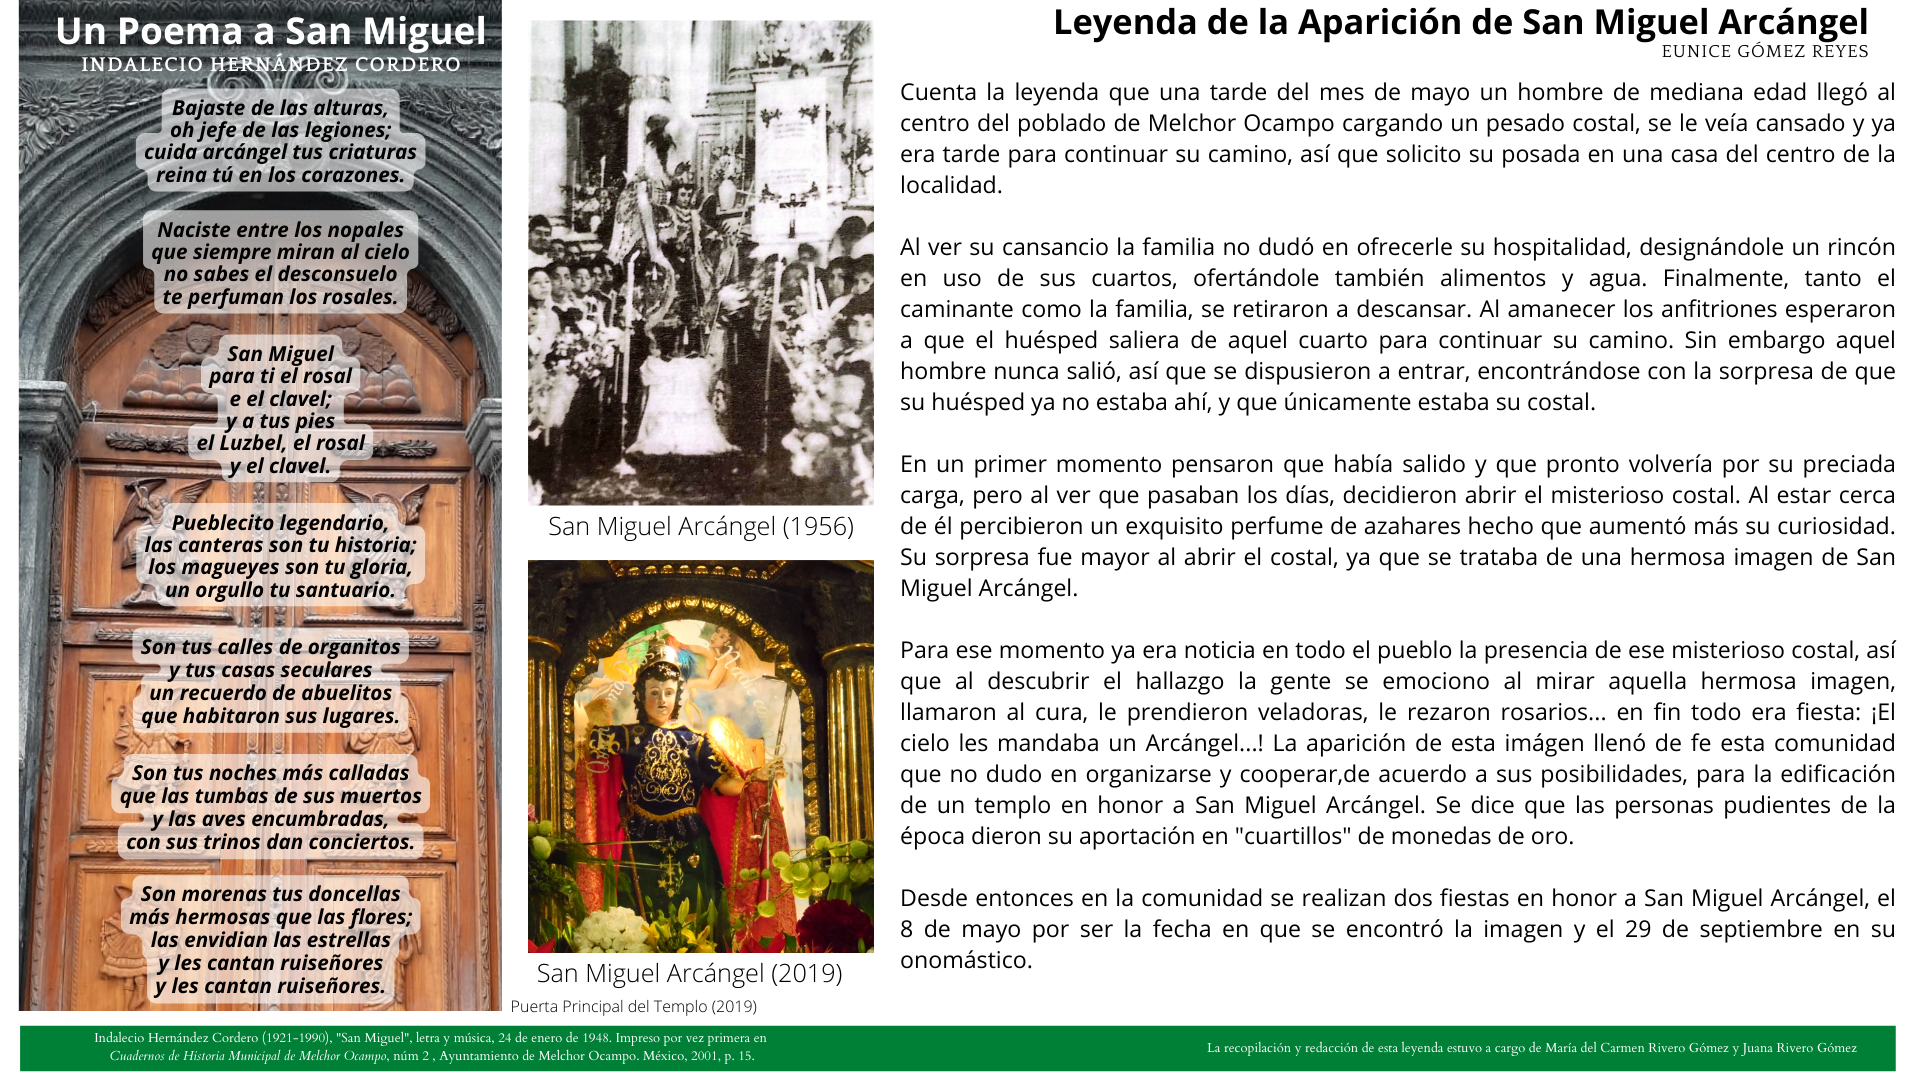 Un Poema a San Miguel
INDALECIO HERNÁNDEZ CORDERO
Bajaste de las alturas,
oh jefe de las legiones;
cuida arcángel tus criaturas
reina tú en los corazones.
Naciste entre los nopales
que siempre miran al cielo
no sabes el desconsuelo
te perfuman los rosales.
San Miguel
para ti el rosal
e el clavel;
y a tus pies
el Luzbel, el rosal
y el clavel.
Pueblecito legendario,
las canteras son tu historia;
los magueyes son tu gloria,
un orgullo tu santuario.
Son tus calles de organitos
y tus casas seculares
un recuerdo de abuelitos
que habitaron sus lugares.
Son tus noches más calladas
que las tumbas de sus muertos
y las aves encumbradas,
con sus trinos dan conciertos.
Son morenas tus doncellas
más hermosas que las flores;
las envidian las estrellas
y les cantan ruiseñores
y les cantan ruiseñores.
San Miguel Arcángel (1956)
San Miguel Arcángel (2019)
Puerta Principal del Templo (2019)
Leyenda de la Aparición de San Miguel Arcángel
EUNICE GÓMEZ REYES
Cuenta la leyenda que una tarde del mes de mayo un hombre de mediana edad llegó al
centro del poblado de Melchor Ocampo cargando un pesado costal, se le veía cansado y ya
era tarde para continuar su camino, así que solicito su posada en una casa del centro de la
localidad.
Al ver su cansancio la familia no dudó en ofrecerle su hospitalidad, designándole un rincón
en uso de sus cuartos, ofertándole también alimentos y agua. Finalmente, tanto el
caminante como la familia, se retiraron a descansar. Al amanecer los anfitriones esperaron
a que el huésped saliera de aquel cuarto para continuar su camino. Sin embargo aquel
hombre nunca salió, así que se dispusieron a entrar, encontrándose con la sorpresa de que
su huésped ya no estaba ahí, y que únicamente estaba su costal.
En un primer momento pensaron que había salido y que pronto volvería por su preciada
carga, pero al ver que pasaban los días, decidieron abrir el misterioso costal. Al estar cerca
de él percibieron un exquisito perfume de azahares hecho que aumentó más su curiosidad.
Su sorpresa fue mayor al abrir el costal, ya que se trataba de una hermosa imagen de San
Miguel Arcángel.
Para ese momento ya era noticia en todo el pueblo la presencia de ese misterioso costal, así
que al descubrir el hallazgo la gente se emociono al mirar aquella hermosa imagen,
llamaron al cura, le prendieron veladoras, le rezaron rosarios... en fin todo era fiesta: ¡El
cielo les mandaba un Arcángel...! La aparición de esta imágen llenó de fe esta comunidad
que no dudo en organizarse y cooperar,de acuerdo a sus posibilidades, para la edificación
de un templo en honor a San Miguel Arcángel. Se dice que las personas pudientes de la
época dieron su aportación en "cuartillos" de monedas de oro.
Desde entonces en la comunidad se realizan dos fiestas en honor a San Miguel Arcángel, el
8 de mayo por ser la fecha en que se encontró la imagen y el 29 de septiembre en su
onomástico.
Indalecio Hernández Cordero (1921-1990), "San Miguel", letra y música, 24 de enero de 1948. Impreso por vez primera en
Cuadernos de Historia Municipal de Melchor Ocampo, núm 2 , Ayuntamiento de Melchor Ocampo. México, 2001, p. 15.
La recopilación y redacción de esta leyenda estuvo a cargo de María del Carmen Rivero Gómez y Juana Rivero Gómez